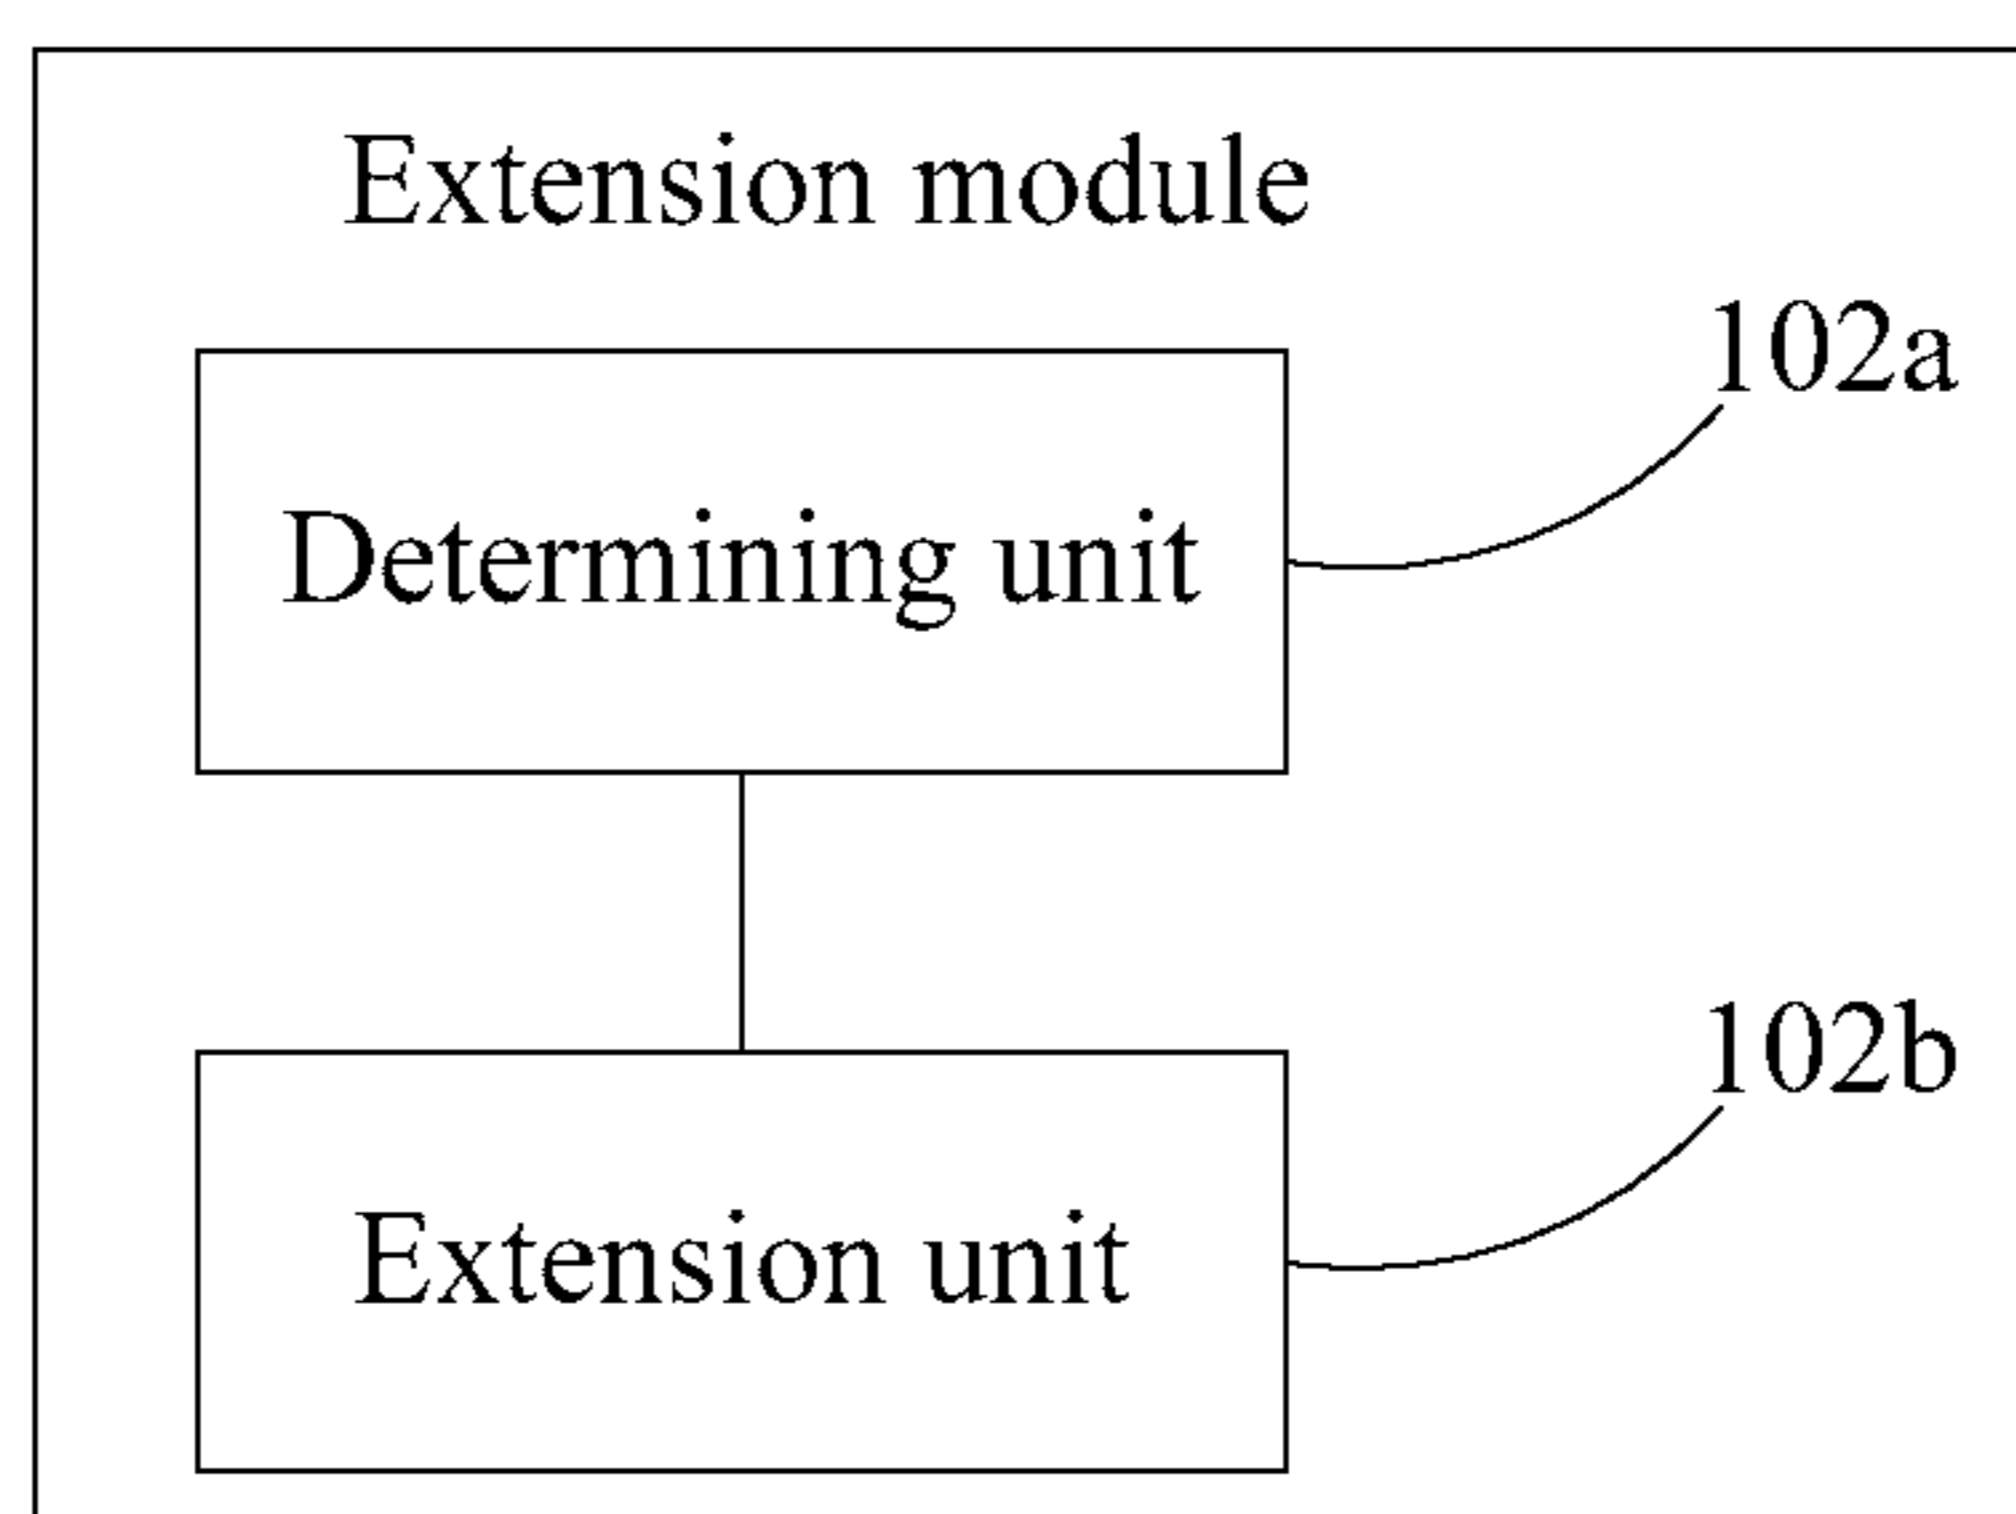 Extension module
102a
Determining unit
102b
Extension unit